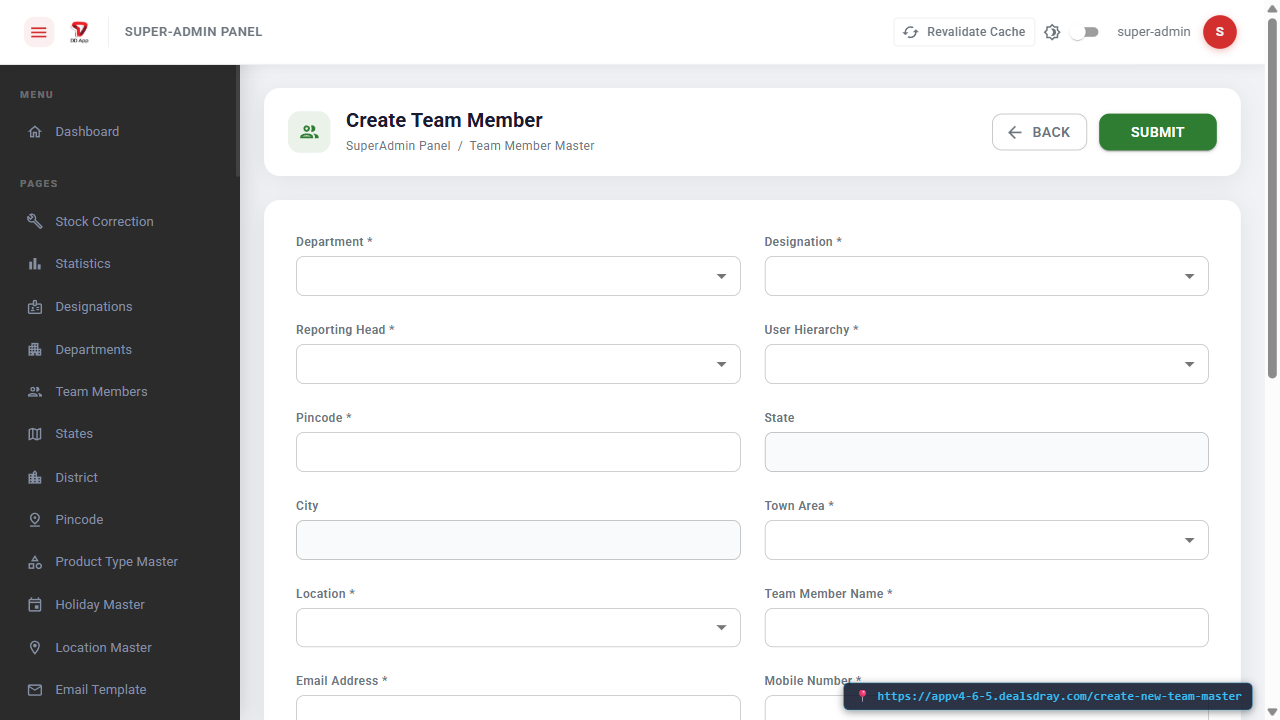 DD App
SUPER-ADMIN PANEL
Revalidate Cache
super-admin
S
MENU
Dashboard
PAGES
Stock Correction
Statistics
Designations
Departments
Team Members
States
District
Pincode
Product Type Master
Holiday Master
Location Master
Email Template
Create Team Member
SuperAdmin Panel / Team Member Master
BACK
SUBMIT
Department *
Designation *
Reporting Head *
User Hierarchy *
Pincode *
State
City
Town Area *
Location *
Team Member Name *
Email Address *
Mobile Number *
https://appv4-6-5.dealsdray.com/create-new-team-master